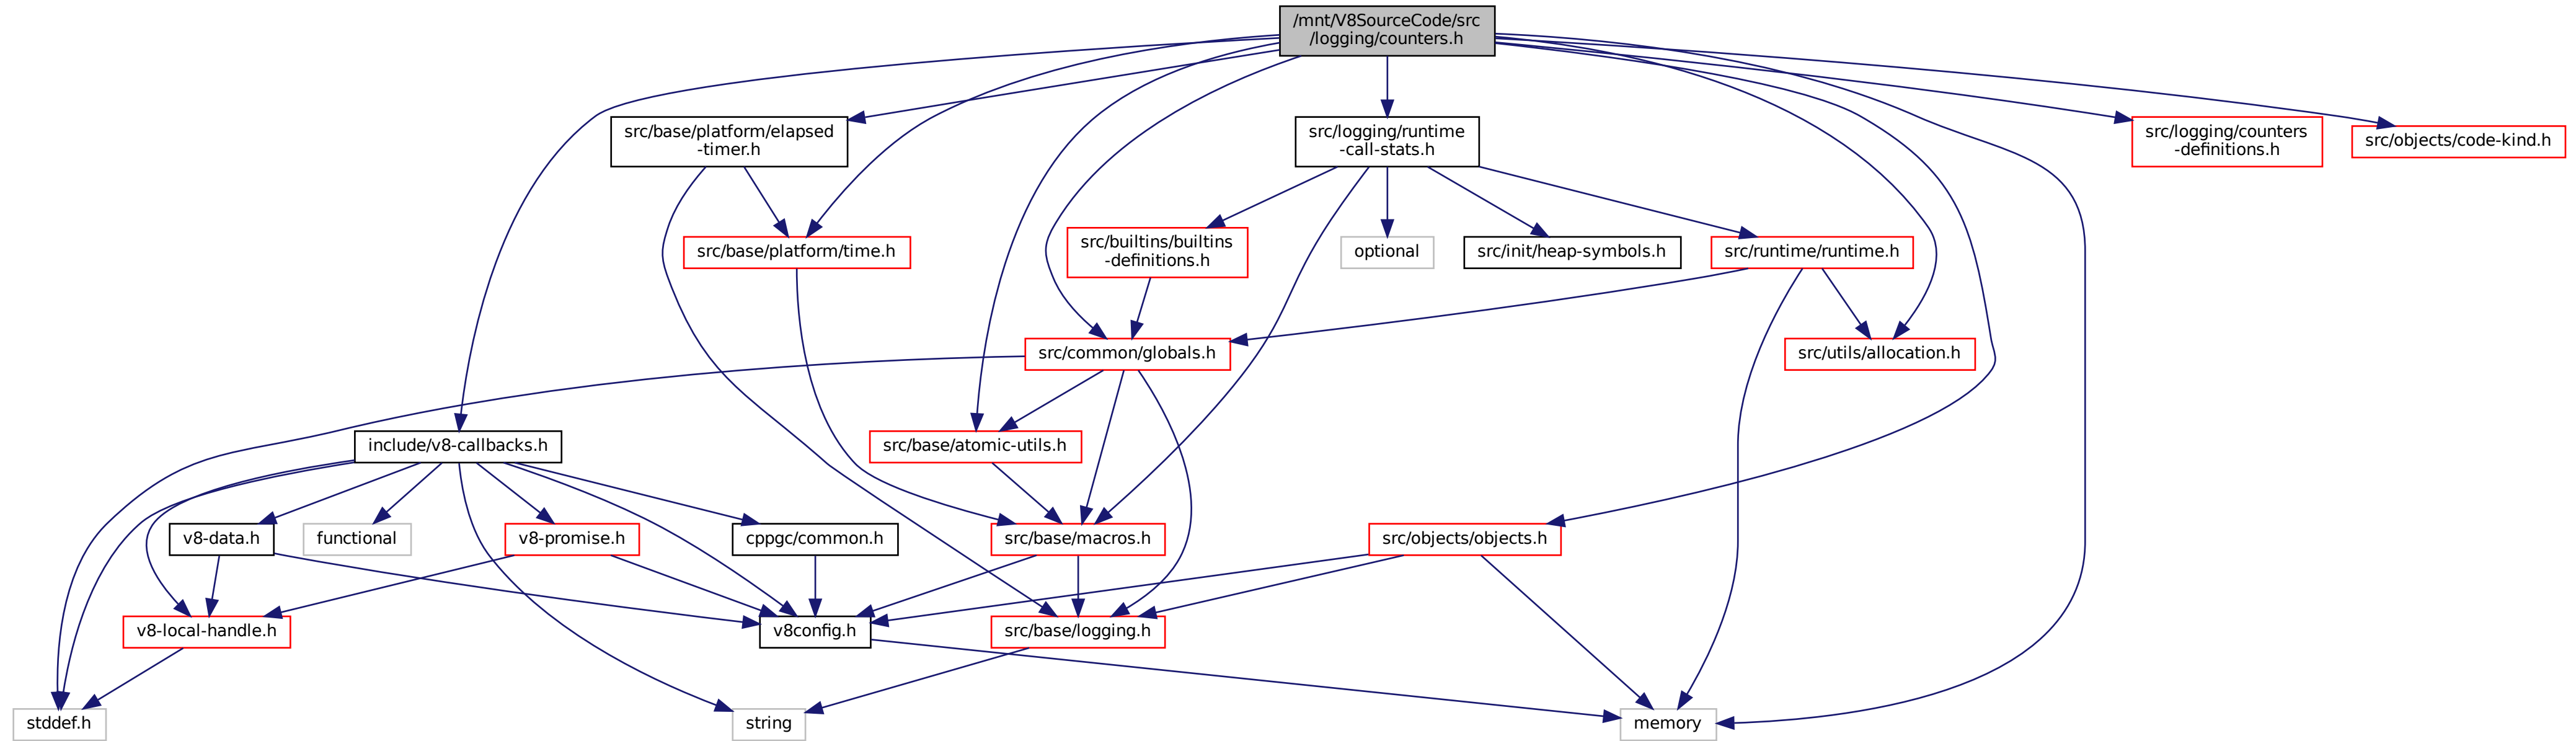 /mnt/V8SourceCode/src
/logging/counters.h
src/base/platform/elapsed
-timer.h
src/logging/runtime
-call-stats.h
src/logging/counters
-definitions.h
src/objects/code-kind.h
src/base/platform/time.h
src/builtins/builtins
-definitions.h
optional
src/init/heap-symbols.h
src/runtime/runtime.h
src/common/globals.h
src/utils/allocation.h
include/v8-callbacks.h
src/base/atomic-utils.h
v8-data.h
functional
v8-promise.h
cppgc/common.h
src/base/macros.h
src/objects/objects.h
v8-local-handle.h
v8config.h
src/base/logging.h
stddef.h
string
memory